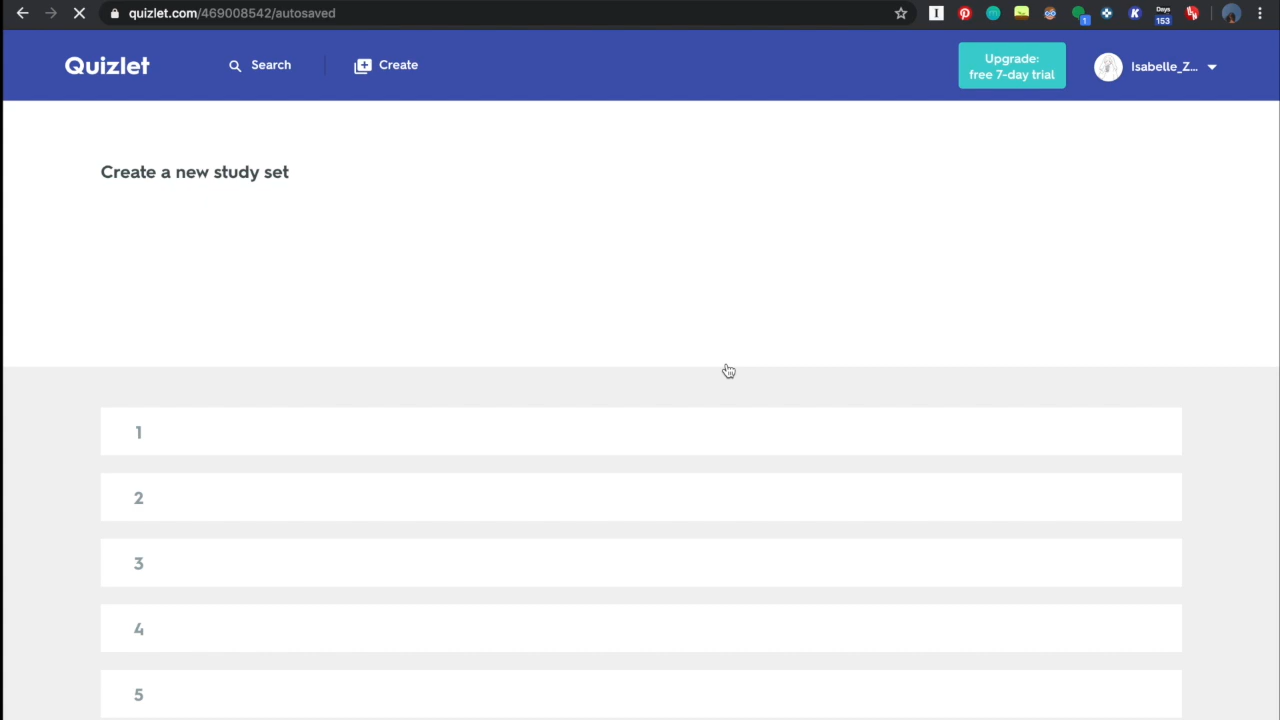 quizlet.com/469008542/autosaved
1
K
Days
153
Quizlet
Search
Create
Upgrade:
free 7-day trial
Isabelle_Z...
Create a new study set
1
2
3
4
5